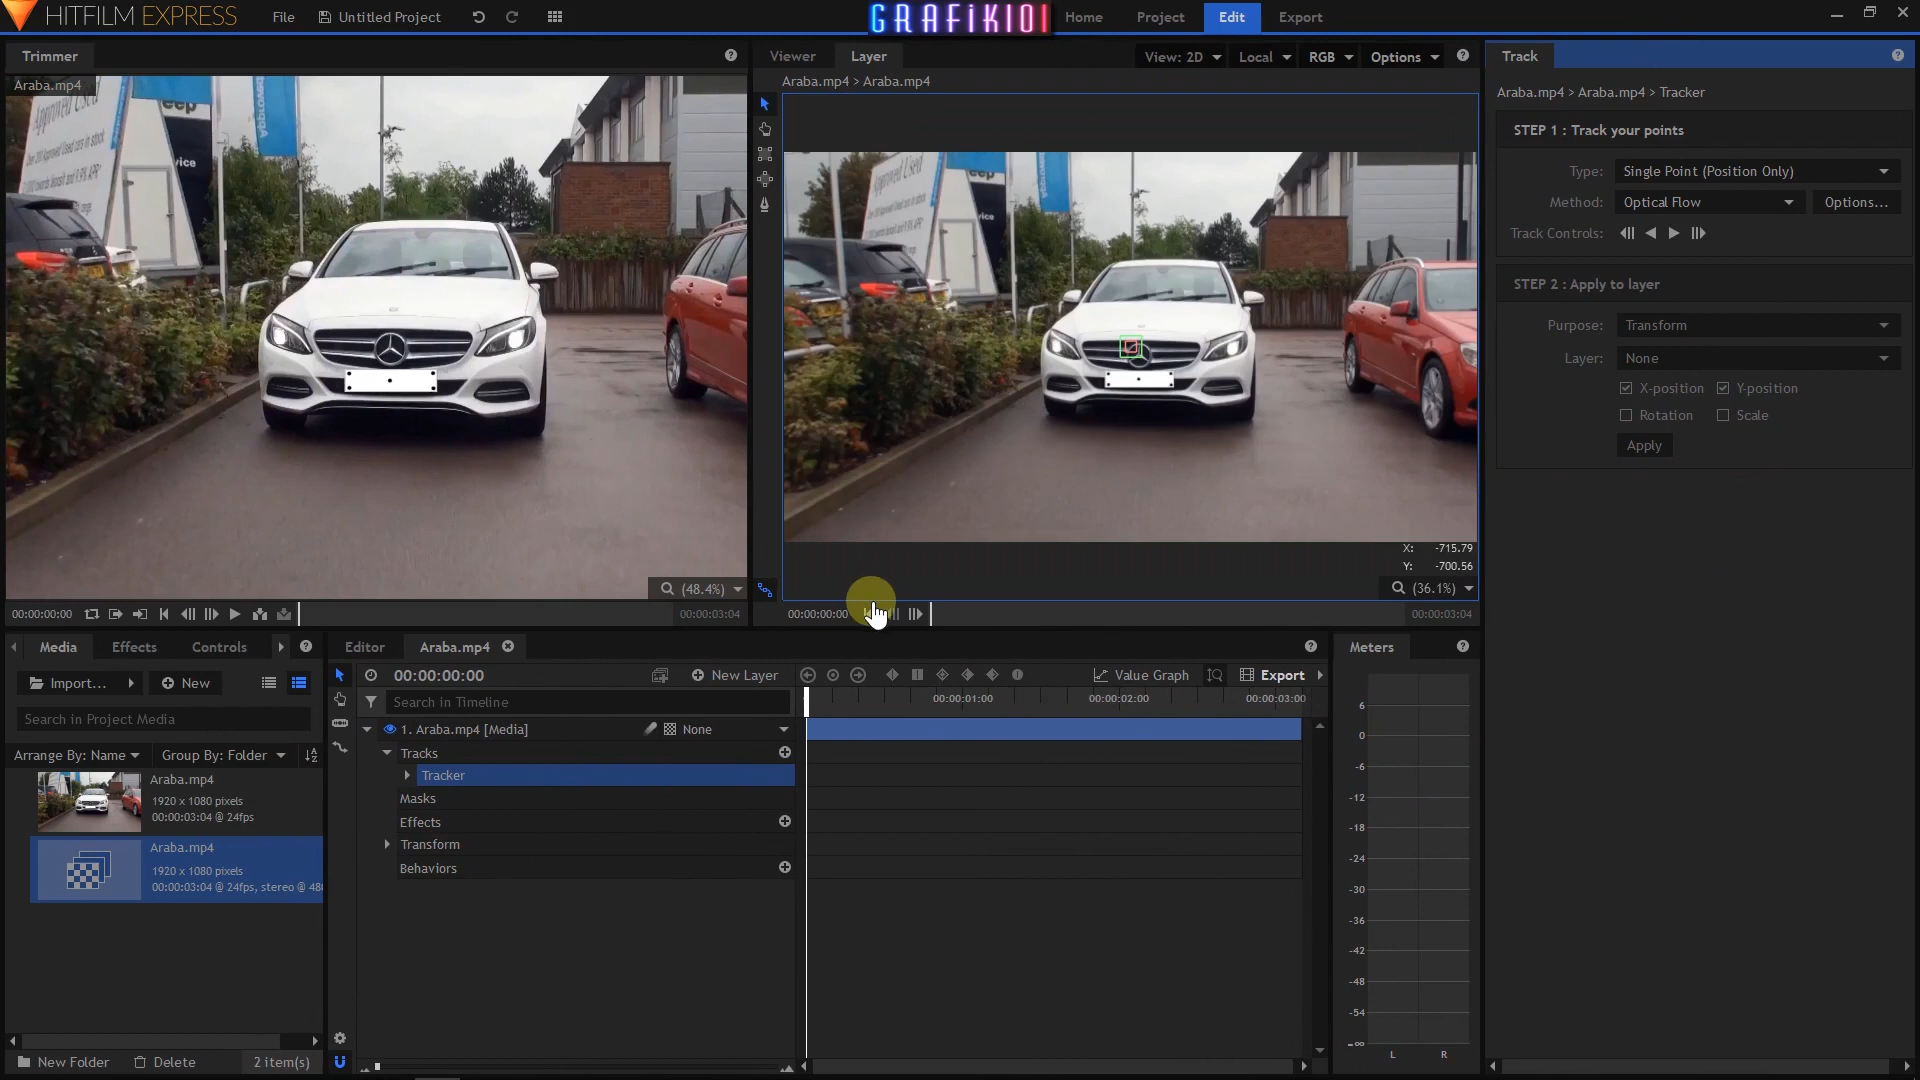 HITFILM EXPRESS
File
Untitled Project
GRAFiK101
Home
Project
Edit
Export
Trimmer
Araba.mp4
Approved Used
eep
vice
00:00:00:00
(48.4%)
00:00:03:04
Viewer
Layer
View: 2D
Local
RGB
Options
Araba.mp4 > Araba.mp4
Approved Used
vice
X: -715.79
Y: -700.56
(36.1%)
00:00:00:00
00:00:03:04
Track
Araba.mp4 > Araba.mp4 > Tracker
STEP 1 : Track your points
Type: Single Point (Position Only)
Method: Optical Flow Options...
Track Controls:
STEP 2 : Apply to layer
Purpose: Transform
Layer: None
X-position Y-position
Rotation Scale
Apply
Media
Effects
Controls
Import...
New
Search in Project Media
Arrange By: Name
Group By: Folder
Araba.mp4
1920 x 1080 pixels
00:00:03:04 @ 24fps
Araba.mp4
1920 x 1080 pixels
00:00:03:04 @ 24fps, stereo @ 48
New Folder
Delete
2 item(s)
Editor
Araba.mp4
00:00:00:00
New Layer
Value Graph
Export
Search in Timeline
00:00:01:00
00:00:02:00
00:00:03:00
1. Araba.mp4 [Media]
None
Tracks
Tracker
Masks
Effects
Transform
Behaviors
Meters
6
0
-6
-12
-18
-24
-30
-36
-42
-48
-54
-∞
L R